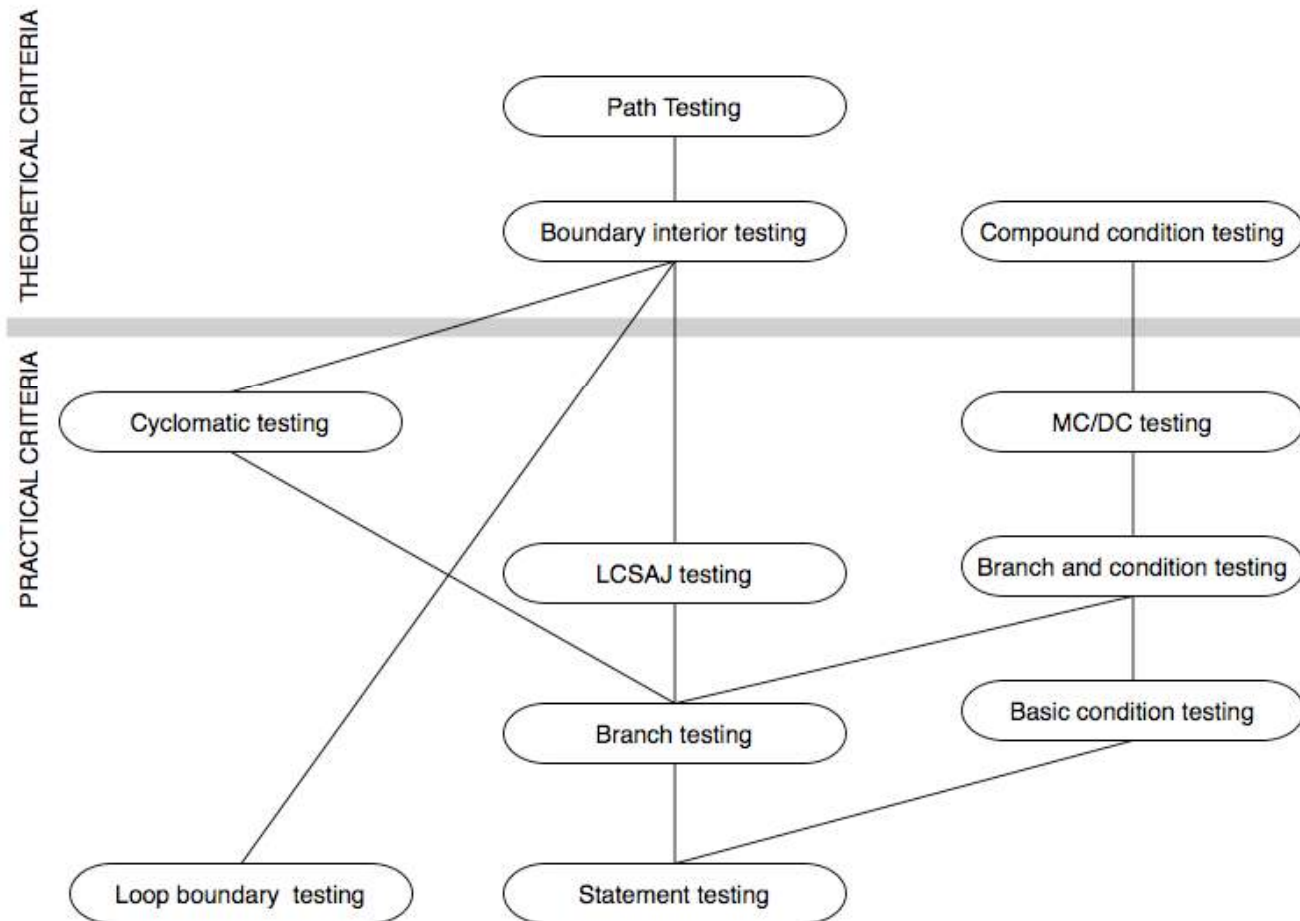 THEORETICAL CRITERIA
Path Testing
Boundary interior testing
Compound condition testing
PRACTICAL CRITERIA
Cyclomatic testing
MC/DC testing
LCSAJ testing
Branch and condition testing
Branch testing
Basic condition testing
Loop boundary testing
Statement testing